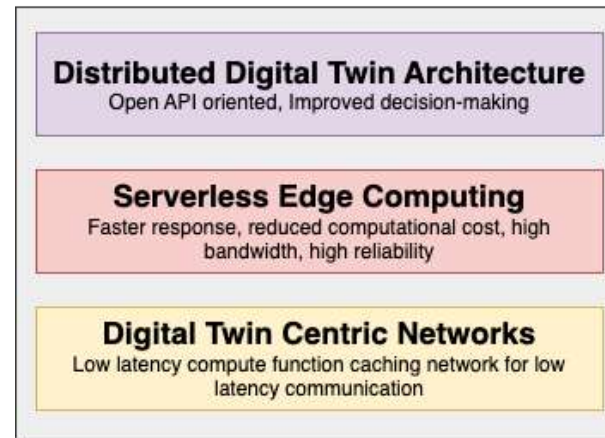 Distributed Digital Twin Architecture
Open API oriented, Improved decision-making
Serverless Edge Computing
Faster response, reduced computational cost, high
bandwidth, high reliability
Digital Twin Centric Networks
Low latency compute function caching network for low
latency communication